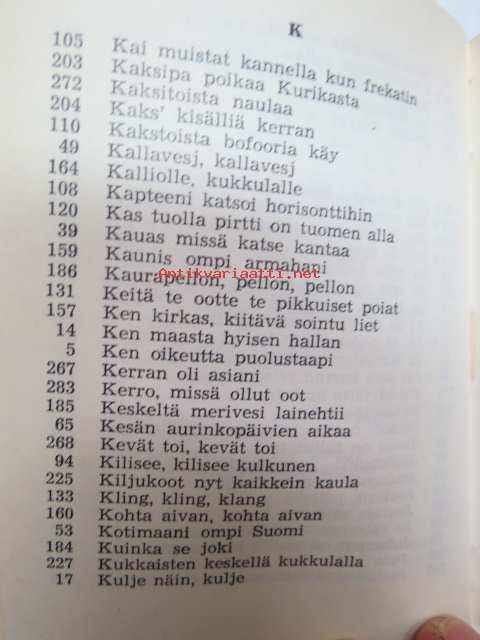 K
105 Kai muistat kannella kun frekatin
203 Kaksipa poikaa Kurikasta
272 Kaksitoista naulaa
204 Kaks' kisälliä kerran
110 Kakstoista bofooria käy
49 Kallavesj, kallavesj
164 Kalliolle, kukkulalle
108 Kapteeni katsoi horisonttihin
120 Kas tuolla pirtti on tuomen alla
39 Kauas missä katse kantaa
159 Kaunis ompi armahani
Antikvariaatti.net
186 Kaurapellon, pellon, pellon
131 Keitä te ootte te pikkuiset poiat
157 Ken kirkas, kiitävä sointu liet
14 Ken maasta hyisen hallan
5 Ken oikeutta puolustaapi
267 Kerran oli asiani
283 Kerro, missä ollut oot
185 Keskeltä merivesi lainehtii
65 Kesän aurinkopäivien aikaa
268 Kevät toi, kevät toi
94 Kilisee, kilisee kulkunen
225 Kiljukoot nyt kaikkein kaula
133 Kling, kling, klang
160 Kohta aivan, kohta aivan
53 Kotimaani ompi Suomi
184 Kuinka se joki
227 Kukkaisten keskellä kukkulalla
17 Kulje näin, kulje